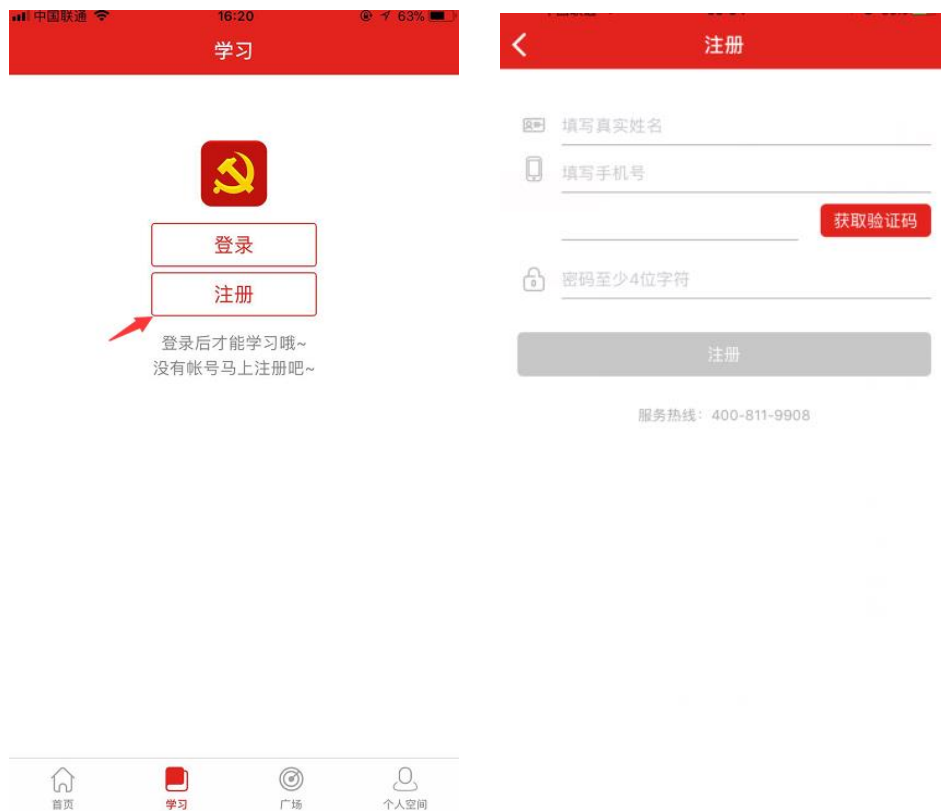 中国联通 16:20 63%
学习
登录
注册
登录后才能学习哦~
没有帐号马上注册吧~
首页 学习 广场 个人空间
注册
填写真实姓名
填写手机号
获取验证码
密码至少4位字符
注册
服务热线：400-811-9908